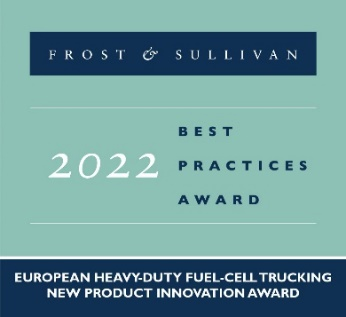 FROST & SULLIVAN
2022
BEST
PRACTICES
AWARD
EUROPEAN HEAVY-DUTY FUEL-CELL TRUCKING
NEW PRODUCT INNOVATION AWARD